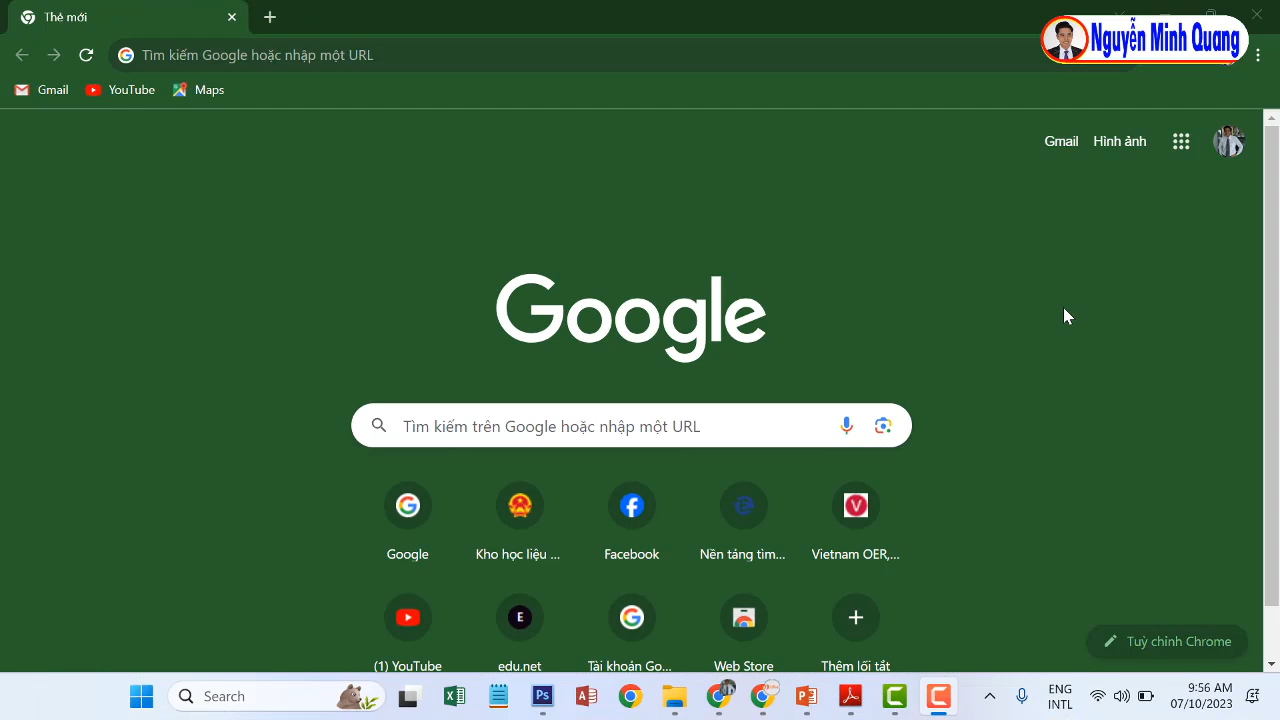 Thẻ mới
Tìm kiếm Google hoặc nhập một URL
Nguyễn Minh Quang
Gmail
YouTube
Maps
Gmail
Hình ảnh
Google
Tìm kiếm trên Google hoặc nhập một URL
Google
Kho học liệu ...
Facebook
Nền tảng tìm...
Vietnam OER,...
V
E
(1) YouTube
edu.net
Tài khoản Go...
Web Store
Thêm lối tắt
Tuỳ chỉnh Chrome
Search
ENG
INTL
9:56 AM
07/10/2023